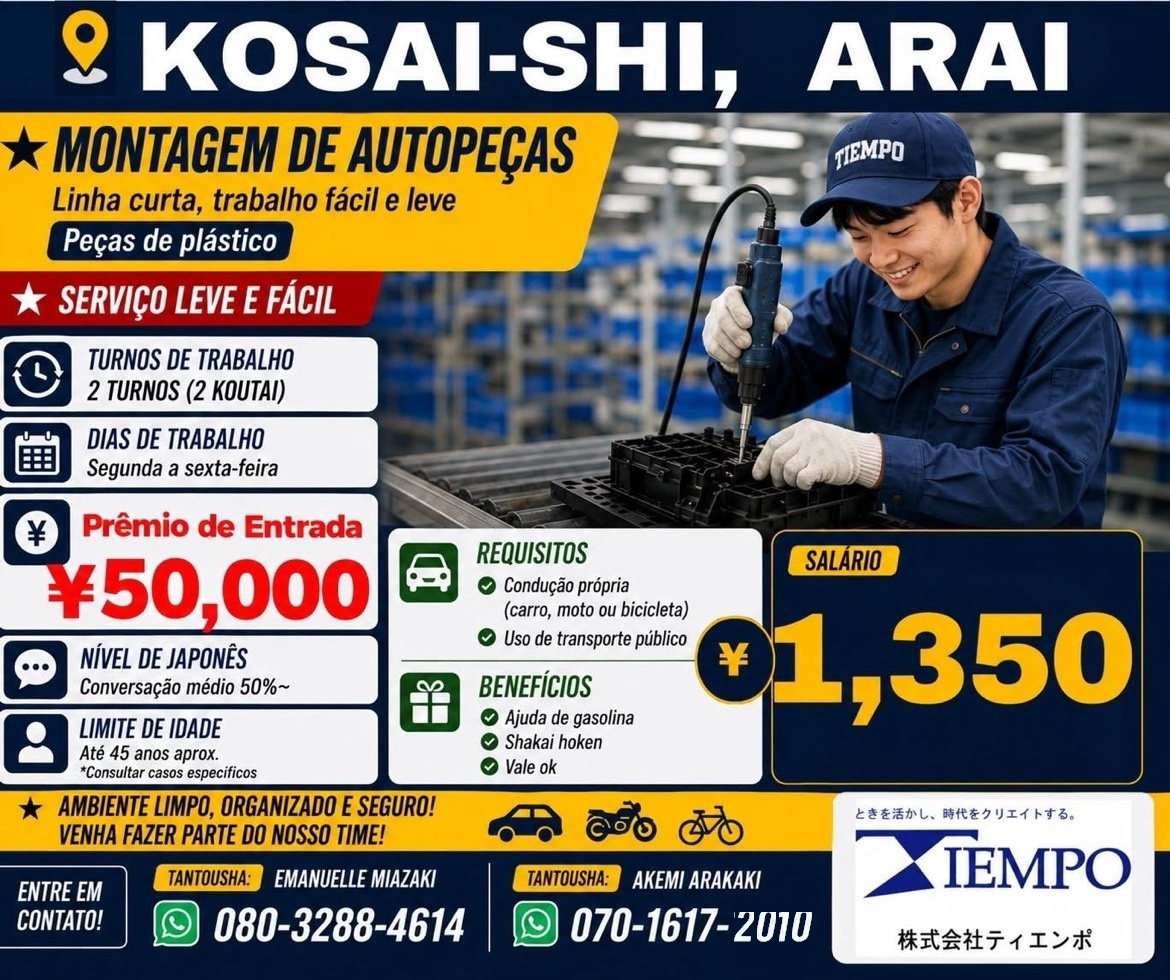 KOSAI-SHI, ARAI
MONTAGEM DE AUTOPEÇAS
Linha curta, trabalho fácil e leve
Peças de plástico
SERVIÇO LEVE E FÁCIL
TIEMPO
TURNOS DE TRABALHO
2 TURNOS (2 KOUTAI)
DIAS DE TRABALHO
Segunda a sexta-feira
¥
Prêmio de Entrada
¥50,000
NÍVEL DE JAPONÊS
Conversação médio 50%~
LIMITE DE IDADE
Até 45 anos aprox.
*Consultar casos especificos
REQUISITOS
Condução própria
(carro, moto ou bicicleta)
Uso de transporte público
BENEFÍCIOS
Ajuda de gasolina
Shakai hoken
Vale ok
SALÁRIO
¥ 1,350
AMBIENTE LIMPO, ORGANIZADO E SEGURO!
VENHA FAZER PARTE DO NOSSO TIME!
ENTRE EM
CONTATO!
TANTOUSHA: EMANUELLE MIAZAKI
080-3288-4614
TANTOUSHA: AKEMI ARAKAKI
070-1617-2010
ときを活かし、時代をクリエイトする。
TIEMPO
株式会社ティエンポ